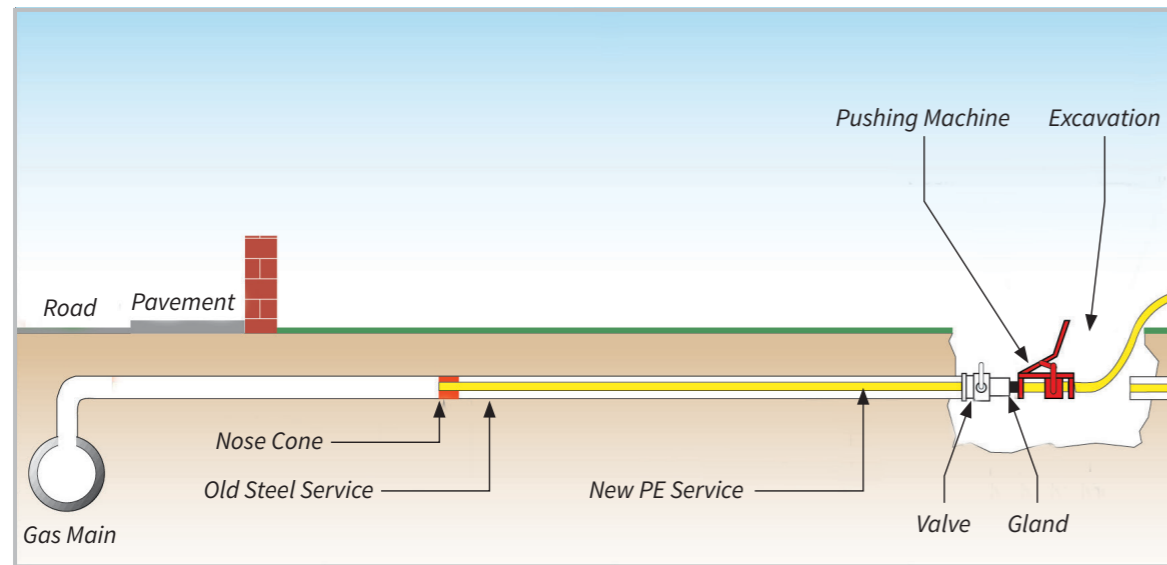 Pushing Machine
Excavation
Road
Pavement
Nose Cone
Old Steel Service
New PE Service
Valve
Gland
Gas Main